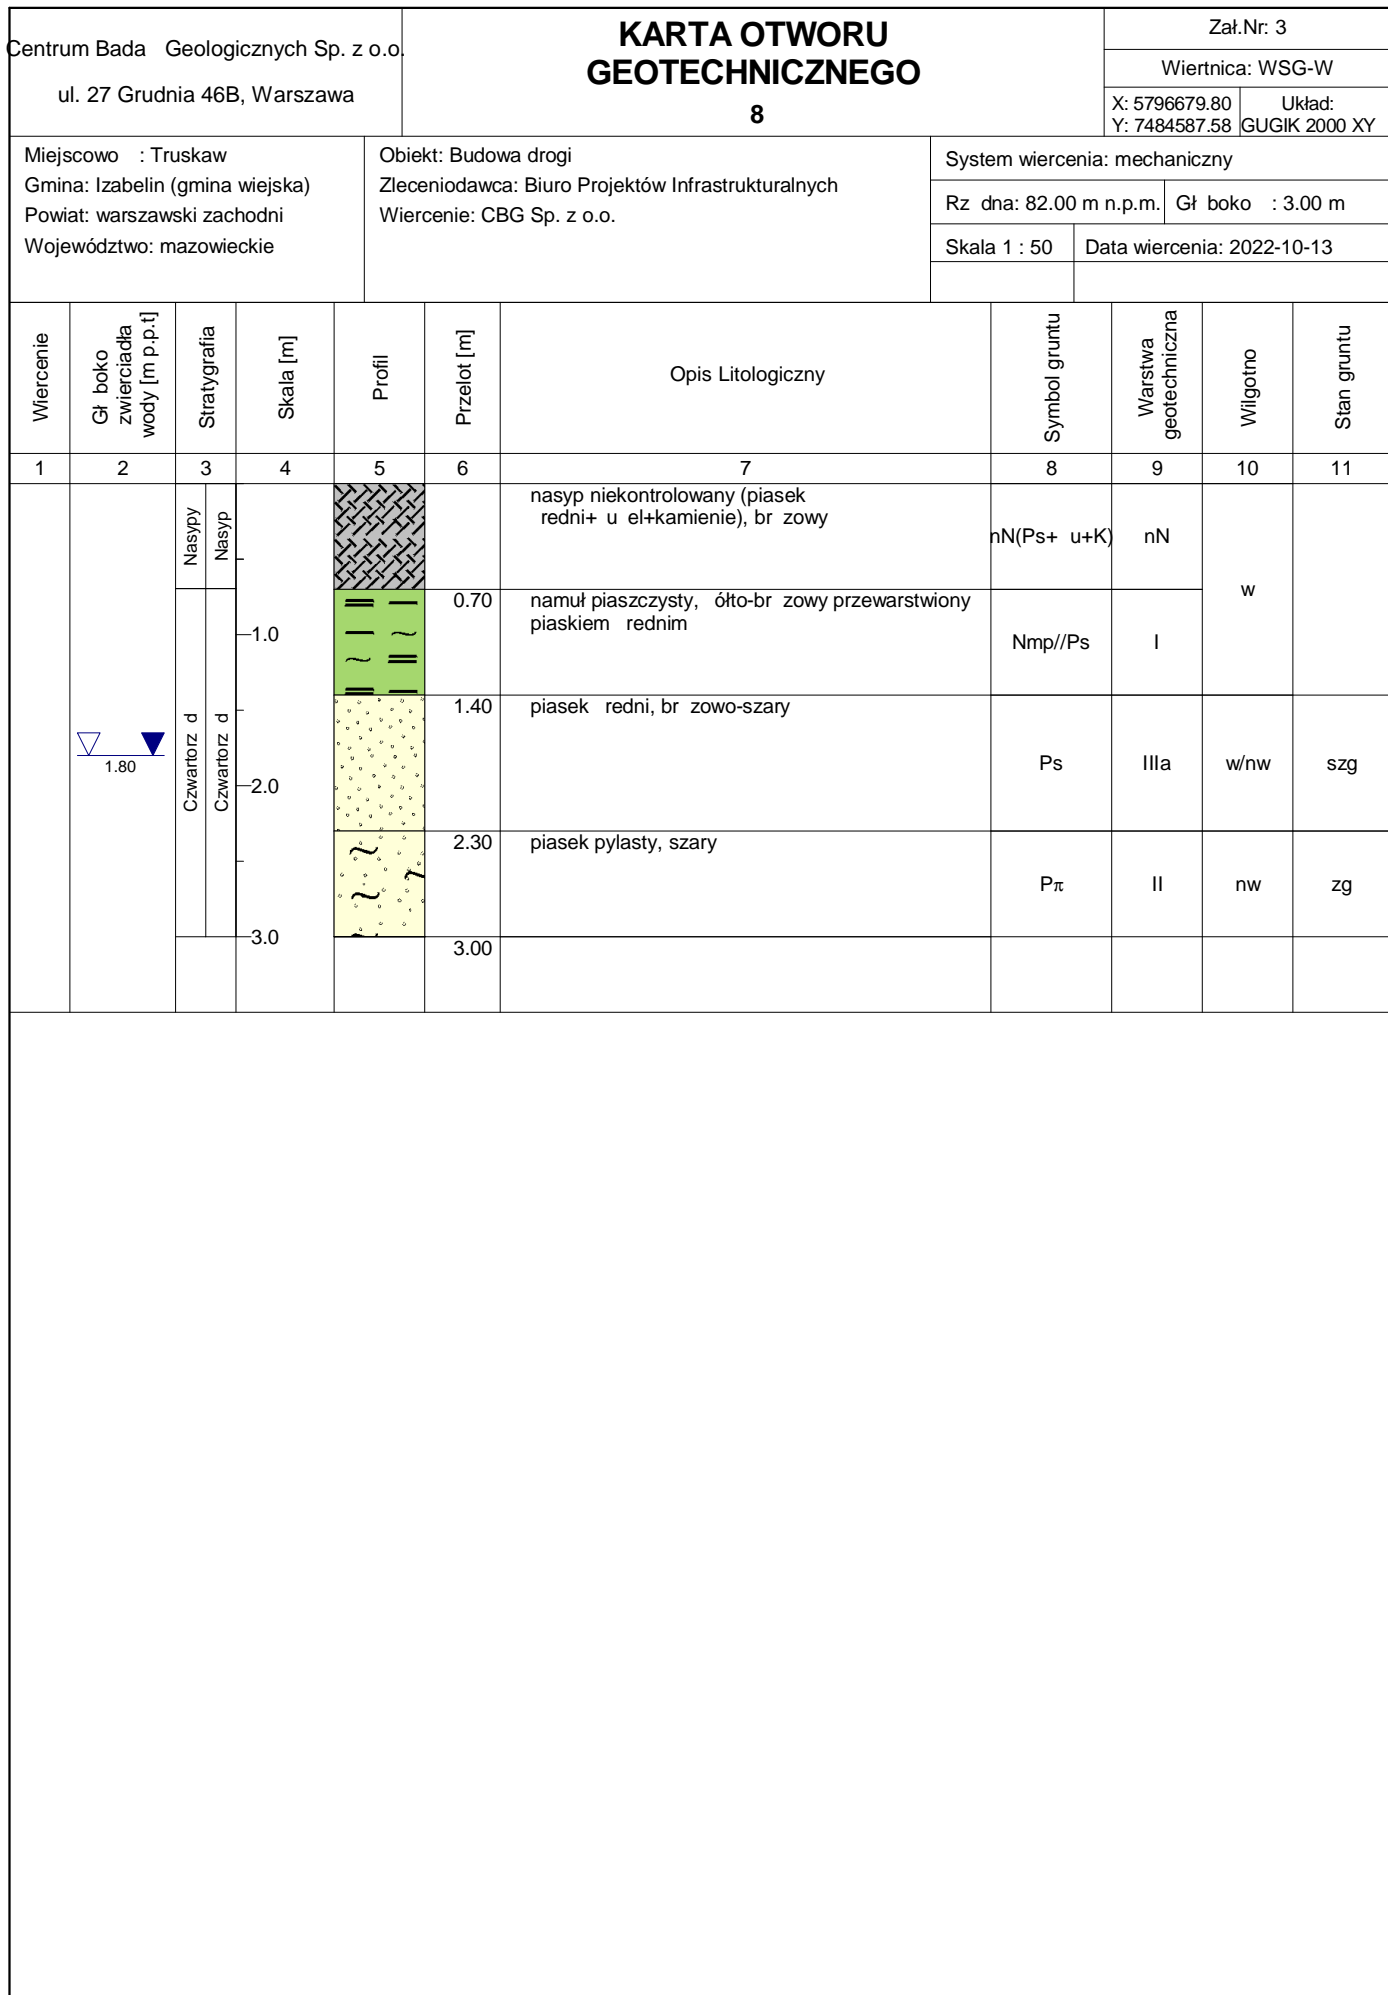 Centrum Bada Geologicznych Sp. z o.o.
ul. 27 Grudnia 46B, Warszawa
KARTA OTWORU
GEOTECHNICZNEGO
8
Zał.Nr: 3
Wiertnica: WSG-W
X: 5796679.80
Y: 7484587.58
Układ:
GUGIK 2000 XY
Miejscowo : Truskaw
Gmina: Izabelin (gmina wiejska)
Powiat: warszawski zachodni
Województwo: mazowieckie
Obiekt: Budowa drogi
Zleceniodawca: Biuro Projektów Infrastrukturalnych
Wiercenie: CBG Sp. z o.o.
System wiercenia: mechaniczny
Rz dna: 82.00 m n.p.m.
Gł boko : 3.00 m
Skala 1 : 50
Data wiercenia: 2022-10-13
Wiercenie
Gł boko
zwierciadła
wody [m p.p.t]
Stratygrafia
Skala [m]
Profil
Przelot [m]
Opis Litologiczny
Symbol gruntu
Warstwa
geotechniczna
Wilgotno
Stan gruntu
1 2 3 4 5 6 7 8 9 10 11
Nasypy
Nasyp
nasyp niekontrolowany (piasek
redni+ u el+kamienie), br zowy
nN(Ps+ u+K)
nN
w
0.70
namuł piaszczysty, ółto-br zowy przewarstwiony
piaskiem rednim
1.0
Nmp//Ps
I
1.40
piasek redni, br zowo-szary
Czwartorz d
Czwartorz d
1.80
2.0
Ps
IIIa
w/nw
szg
2.30
piasek pylasty, szary
Pπ
II
nw
zg
3.0
3.00